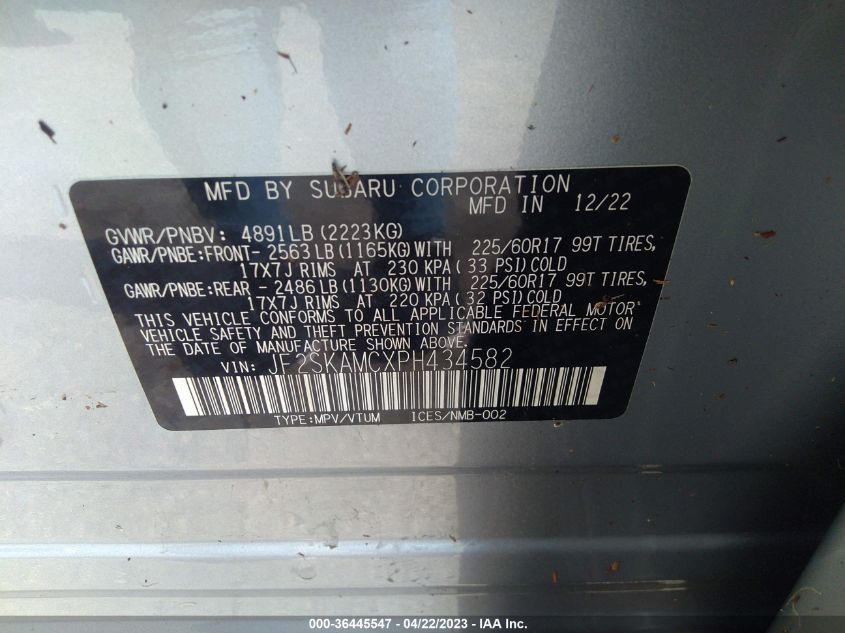 MFD BY SUBARU CORPORATION
MFD IN 12/22
GVWR/PNBV: 4891LB(2223KG)
GAWR/PNBE:FRONT- 2563LB(1165KG)WITH 225/60R17 99T TIRES,
17X7J RIMS AT 230 KPA( 33 PSI)COLD
GAWR/PNBE:REAR - 2486LB(1130KG)WITH 225/60R17 99T TIRES,
17X7J RIMS AT 220 KPA( 32 PSI)COLD
THIS VEHICLE CONFORMS TO ALL APPLICABLE FEDERAL MOTOR
VEHICLE SAFETY AND THEFT PREVENTION STANDARDS IN EFFECT ON
THE DATE OF MANUFACTURE SHOWN ABOVE.
VIN: JF2SKAMCXPH434582
TYPE:MPV/VTUM ICES/NMB-002
000-36445547 - 04/22/2023 - IAA Inc.